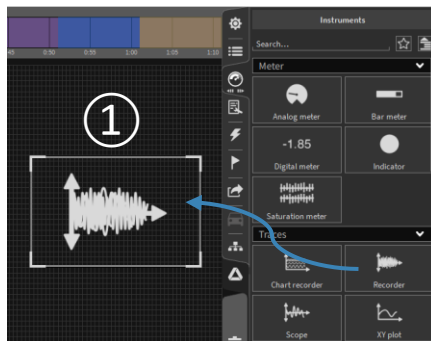 0:50 0:55 1:00 1:05 1:10
Instruments
Search...
Meter
Analog meter Bar meter
-1.85
Digital meter Indicator
Saturation meter
Traces
Chart recorder Recorder
Scope XY plot
①